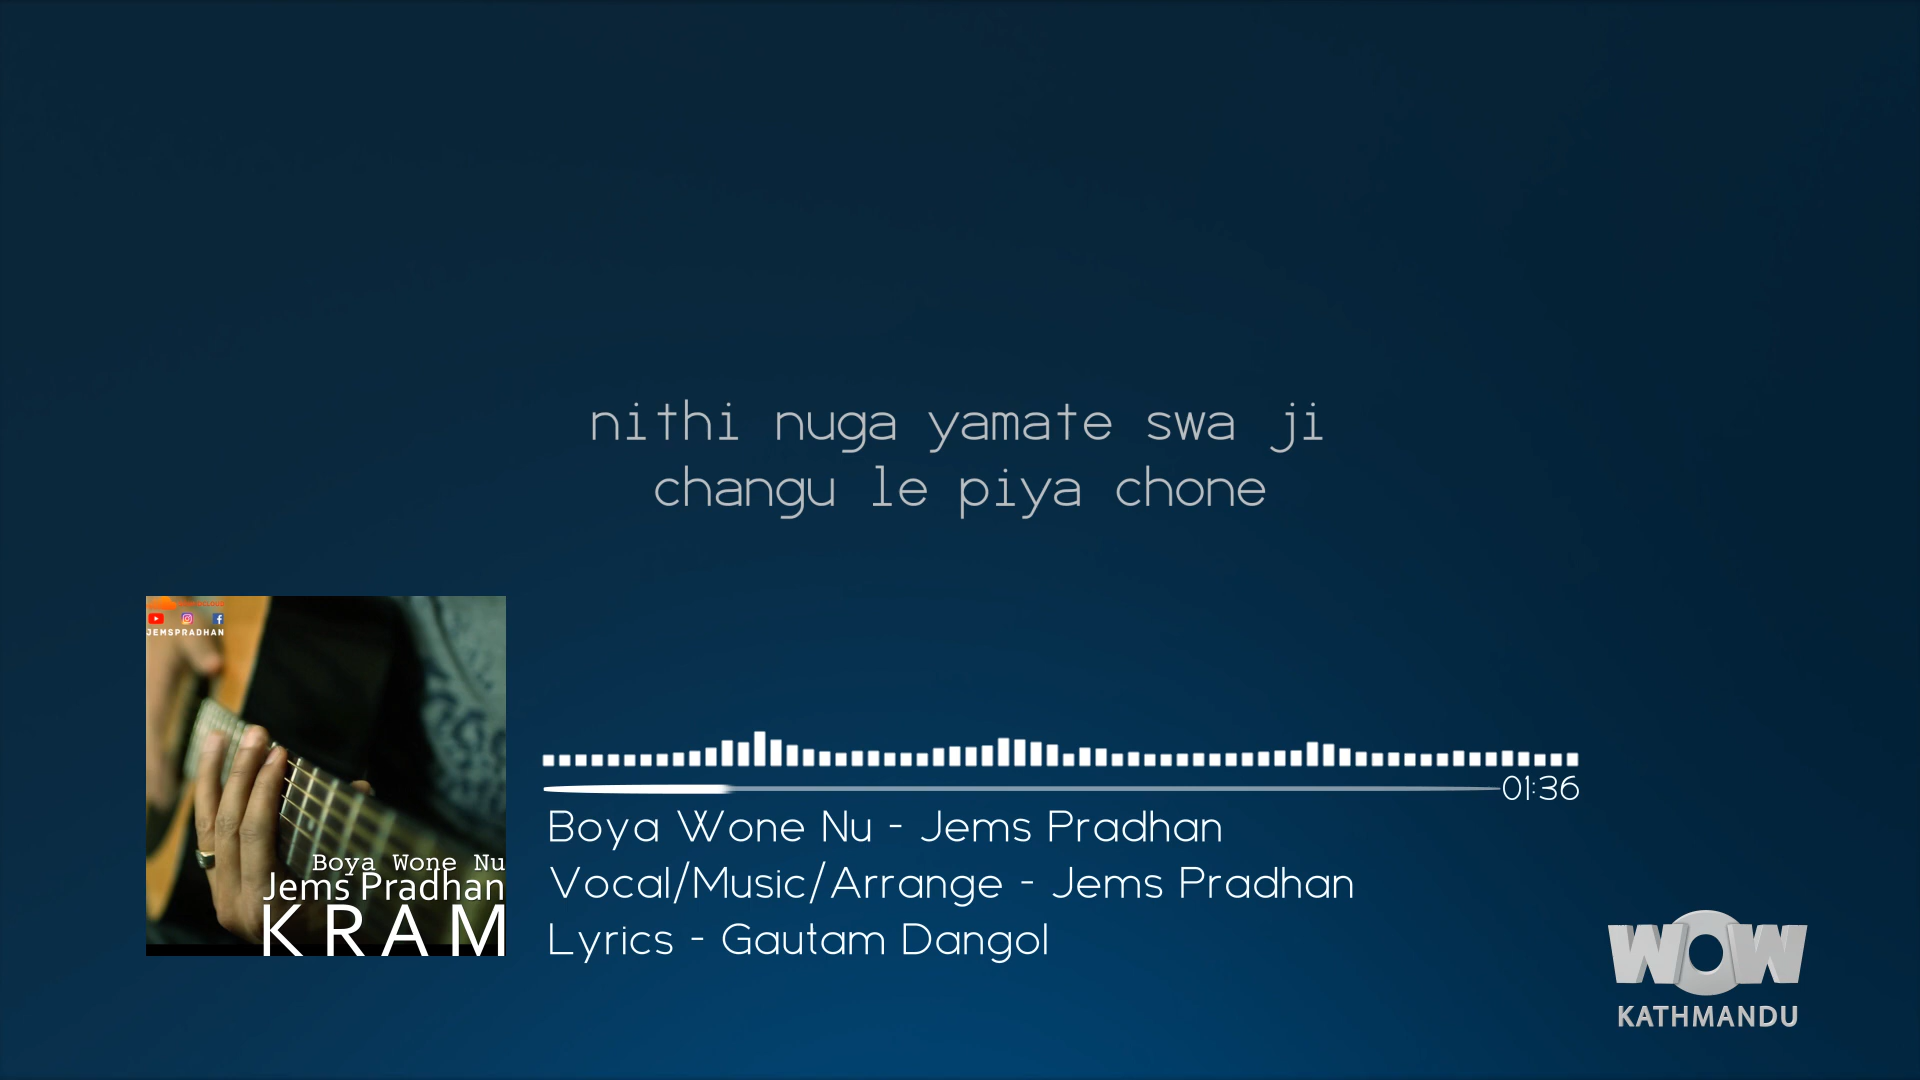 nithi nuga yamate swa ji
changu le piya chone
JEMSPRADHAN
Boya Wone Nu
Jems Pradhan
KRAM
01:36
Boya Wone Nu - Jems Pradhan
Vocal/Music/Arrange - Jems Pradhan
Lyrics - Gautam Dangol
WOW
KATHMANDU